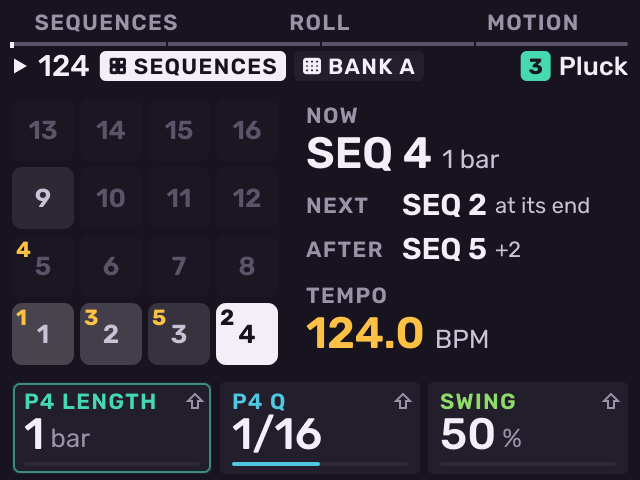 SEQUENCES ROLL MOTION
124 SEQUENCES BANK A 3 Pluck
13 14 15 16
9 10 11 12
4 5 6 7 8
1 1 3 2 5 3 2 4
NOW
SEQ 4 1 bar
NEXT SEQ 2 at its end
AFTER SEQ 5 +2
TEMPO
124.0 BPM
P4 LENGTH
1 bar
P4 Q
1/16
SWING
50 %